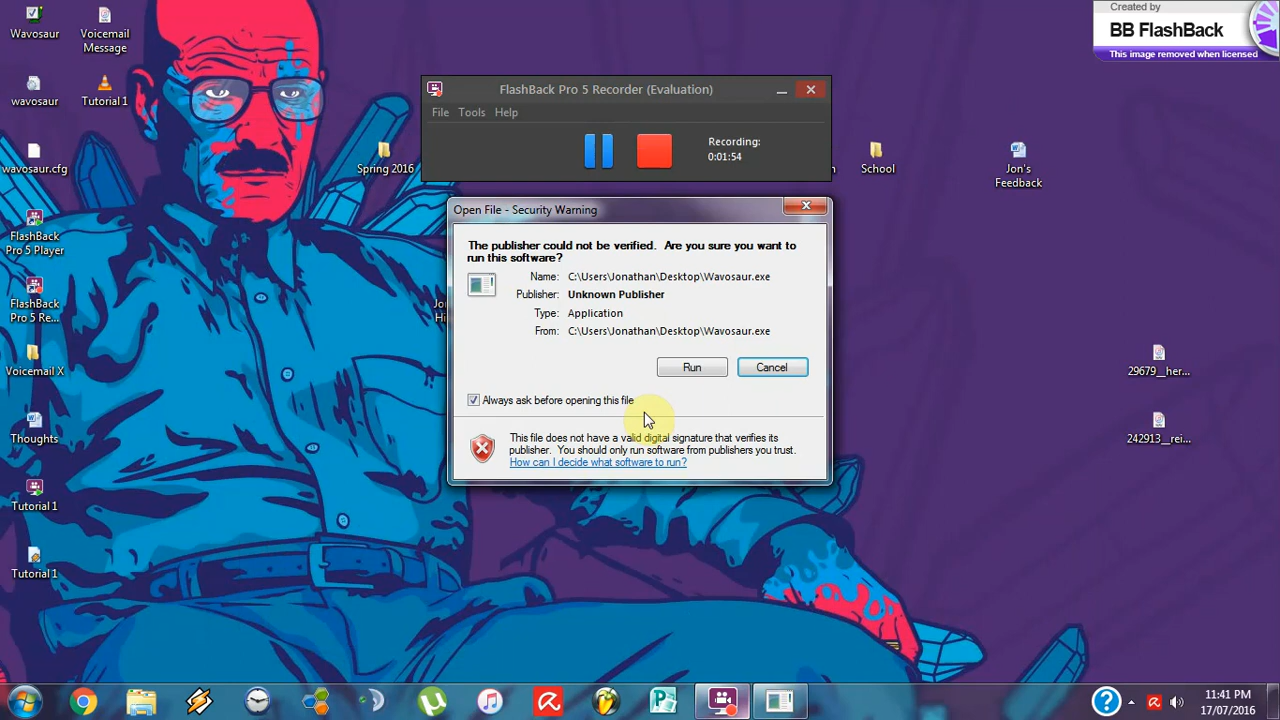 Created by
BB FlashBack
This image removed when licensed
Wavosaur
Voicemail
Message
wavosaur
Tutorial 1
wavosaur.cfg
Spring 2016
School
Jon's
Feedback
FlashBack
Pro 5 Player
FlashBack
Pro 5 Re...
Voicemail X
Thoughts
Tutorial 1
Tutorial 1
29679__her...
242913__rei...
FlashBack Pro 5 Recorder (Evaluation)
File Tools Help
Recording:
0:01:54
Open File - Security Warning
The publisher could not be verified. Are you sure you want to
run this software?
Name: C:\Users\Jonathan\Desktop\Wavosaur.exe
Publisher: Unknown Publisher
Type: Application
From: C:\Users\Jonathan\Desktop\Wavosaur.exe
Run Cancel
Always ask before opening this file
This file does not have a valid digital signature that verifies its
publisher. You should only run software from publishers you trust.
How can I decide what software to run?
11:41 PM
17/07/2016